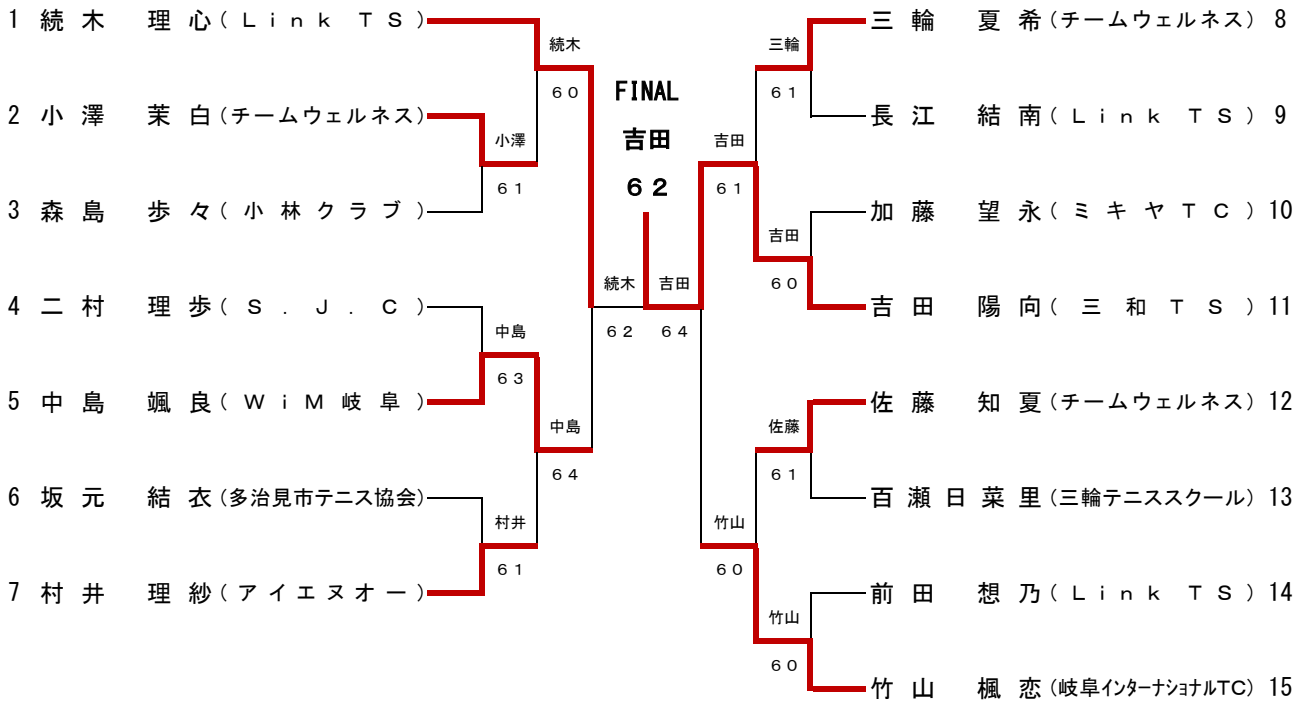 1 続木 理心 (Link TS)
続木
60
2 小澤 茉白 (チームウェルネス)
小澤
61
3 森島 歩々 (小林クラブ)
4 二村 理歩 (S.J.C)
中島
63
5 中島 颯良 (WiM岐阜)
中島
64
6 坂元 結衣 (多治見市テニス協会)
村井
61
7 村井 理紗 (アイエヌオー)
FINAL
吉田
62
続木
62
吉田
64
三輪 夏希 (チームウェルネス) 8
三輪
61
長江 結南 (Link TS) 9
吉田
61
加藤 望永 (ミキヤTC) 10
吉田
60
吉田 陽向 (三和TS) 11
佐藤 知夏 (チームウェルネス) 12
佐藤
61
百瀬日菜里 (三輪テニススクール) 13
竹山
60
前田 想乃 (Link TS) 14
竹山
60
竹山 楓恋 (岐阜インターナショナルTC) 15